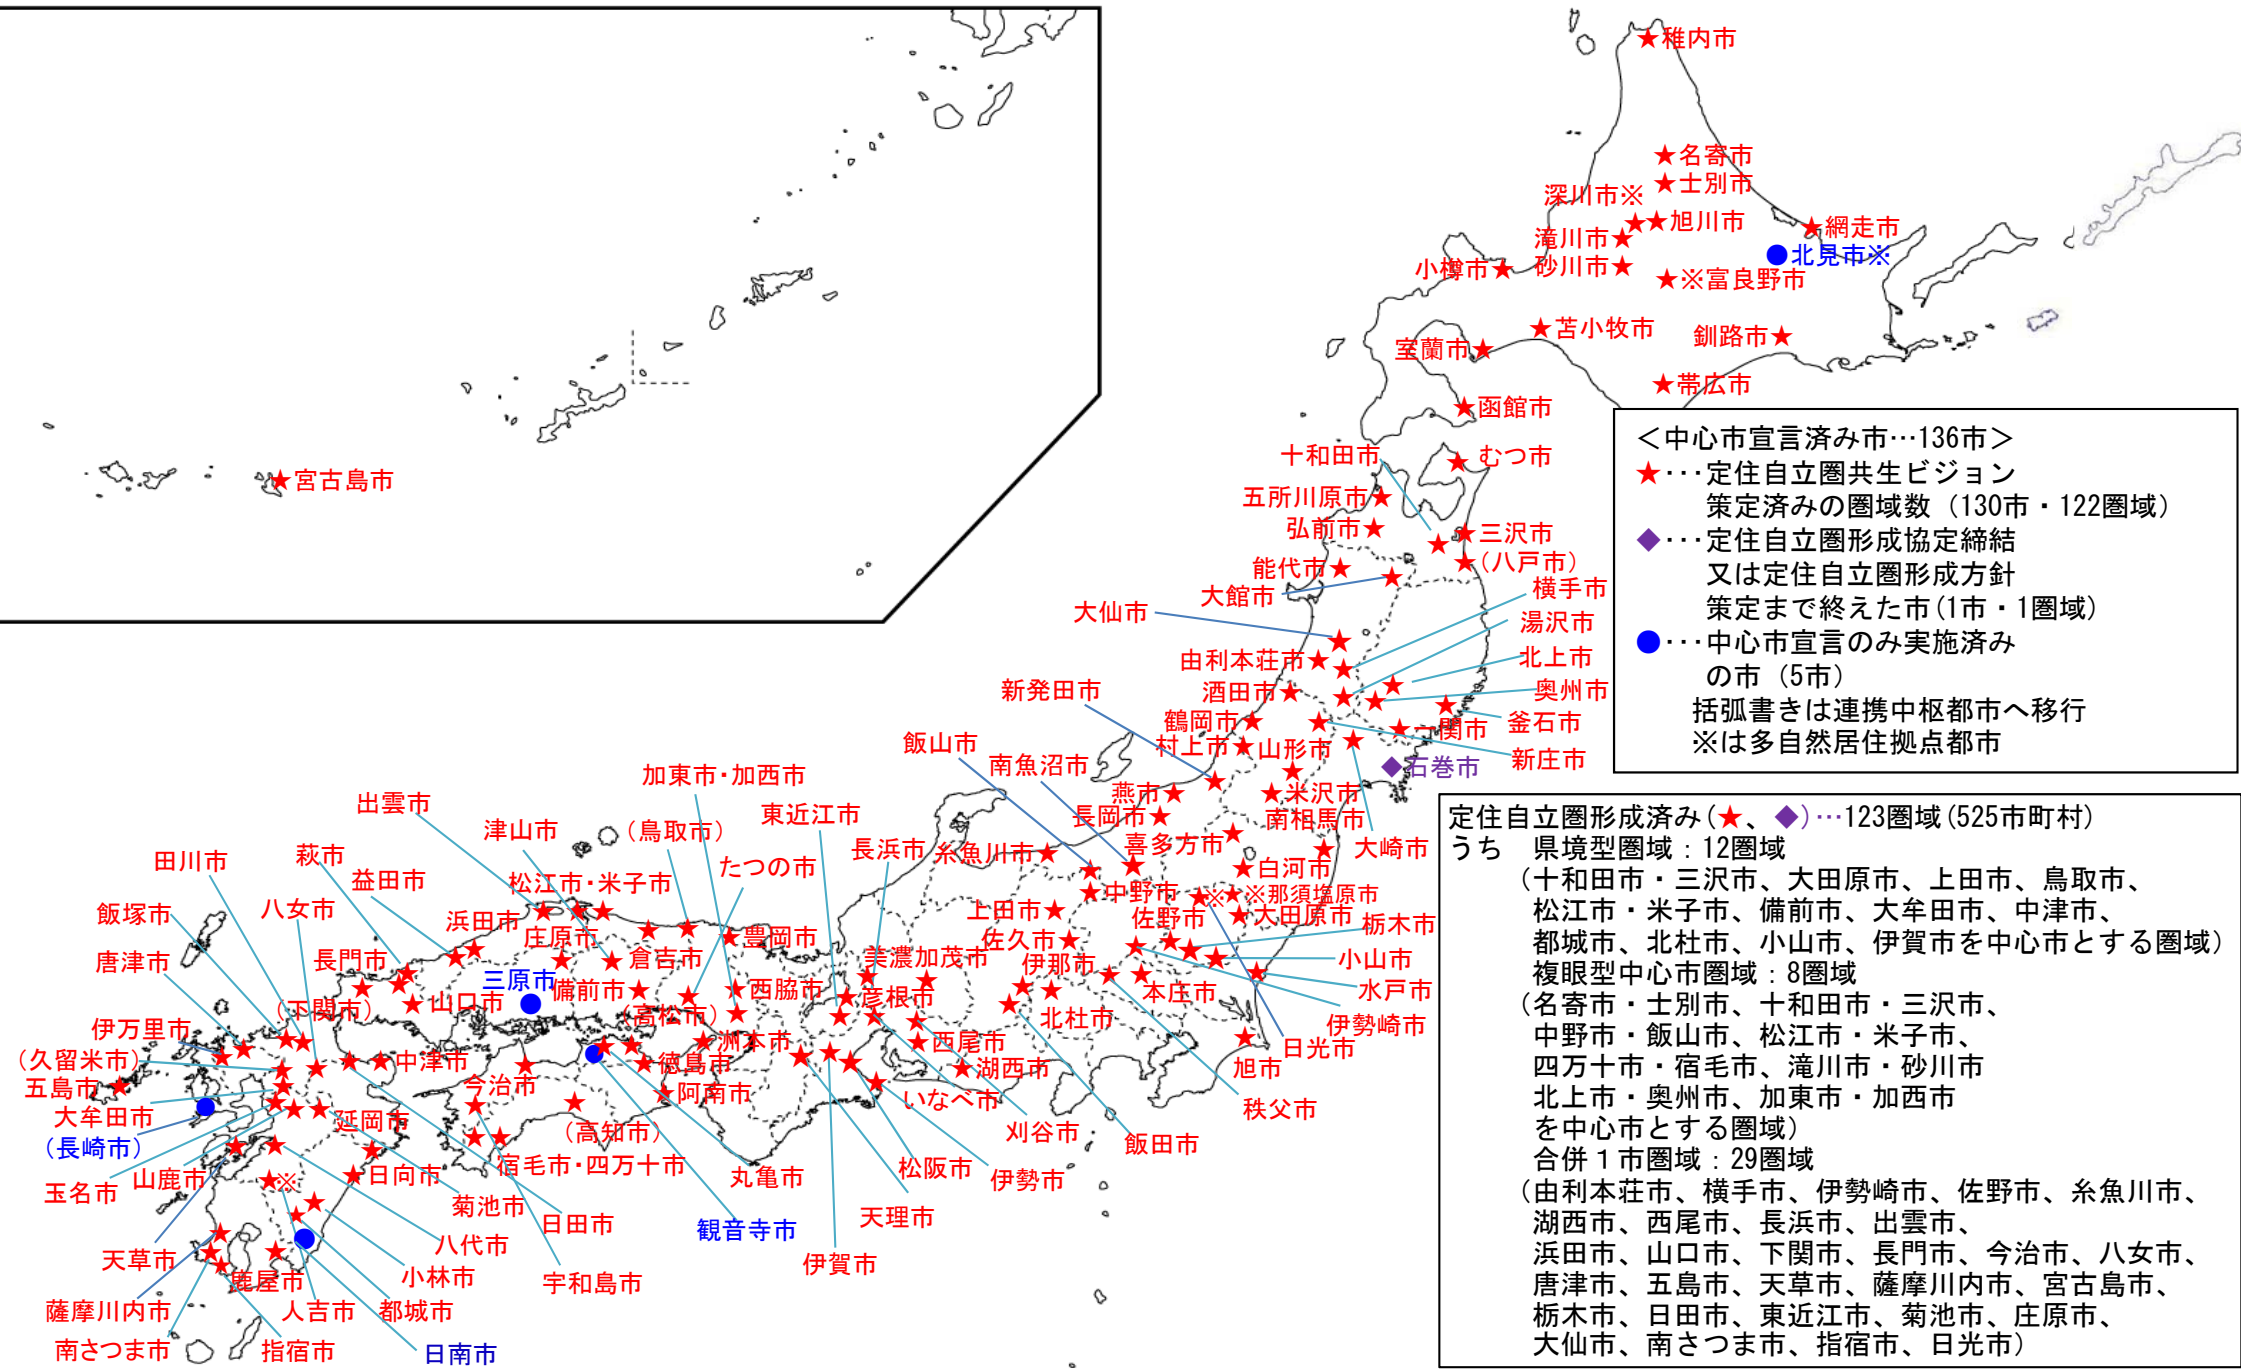 稚内市
名寄市
士別市
深川市※
旭川市
滝川市
網走市
北見市※
小樽市
砂川市
※富良野市
苫小牧市
釧路市
室蘭市
帯広市
函館市
宮古島市
＜中心市宣言済み市…136市＞
★･･･定住自立圏共生ビジョン
策定済みの圏域数（130市・122圏域）
◆･･･定住自立圏形成協定締結
又は定住自立圏形成方針
策定まで終えた市(1市・1圏域)
●･･･中心市宣言のみ実施済み
の市（5市）
括弧書きは連携中枢都市へ移行
※は多自然居住拠点都市
十和田市
むつ市
五所川原市
弘前市
三沢市
(八戸市)
能代市
大館市
横手市
大仙市
湯沢市
由利本荘市
北上市
新発田市
酒田市
奥州市
鶴岡市
釜石市
一関市
飯山市
村上市
山形市
南魚沼市
新庄市
石巻市
加東市・加西市
出雲市
東近江市
燕市
米沢市
長岡市
南相馬市
津山市
（鳥取市）
喜多方市
大崎市
田川市
萩市
長浜市
糸魚川市
たつの市
白河市
益田市
松江市・米子市
中野市
※
※那須塩原市
飯塚市
八女市
浜田市
上田市
佐野市
大田原市
栃木市
庄原市
豊岡市
佐久市
唐津市
長門市
倉吉市
美濃加茂市
伊那市
小山市
三原市
備前市
西脇市
彦根市
本庄市
水戸市
（下関市）
山口市
（高松市）
北杜市
伊勢崎市
伊万里市
洲本市
西尾市
日光市
（久留米市）
中津市
徳島市
湖西市
旭市
五島市
今治市
阿南市
いなべ市
秩父市
大牟田市
延岡市
（高知市）
刈谷市
飯田市
（長崎市）
宿毛市・四万十市
松阪市
伊勢市
玉名市
山鹿市
※
日向市
丸亀市
菊池市
日田市
観音寺市
天理市
天草市
八代市
伊賀市
鹿屋市
小林市
宇和島市
薩摩川内市
人吉市
都城市
南さつま市
指宿市
日南市
定住自立圏形成済み(★、◆)…123圏域(525市町村)
うち　県境型圏域：12圏域
（十和田市・三沢市、大田原市、上田市、鳥取市、
松江市・米子市、備前市、大牟田市、中津市、
都城市、北杜市、小山市、伊賀市を中心市とする圏域）
複眼型中心市圏域：8圏域
（名寄市・士別市、十和田市・三沢市、
中野市・飯山市、松江市・米子市、
四万十市・宿毛市、滝川市・砂川市
北上市・奥州市、加東市・加西市
を中心市とする圏域）
合併１市圏域：29圏域
（由利本荘市、横手市、伊勢崎市、佐野市、糸魚川市、
湖西市、西尾市、長浜市、出雲市、
浜田市、山口市、下関市、長門市、今治市、八女市、
唐津市、五島市、天草市、薩摩川内市、宮古島市、
栃木市、日田市、東近江市、菊池市、庄原市、
大仙市、南さつま市、指宿市、日光市）